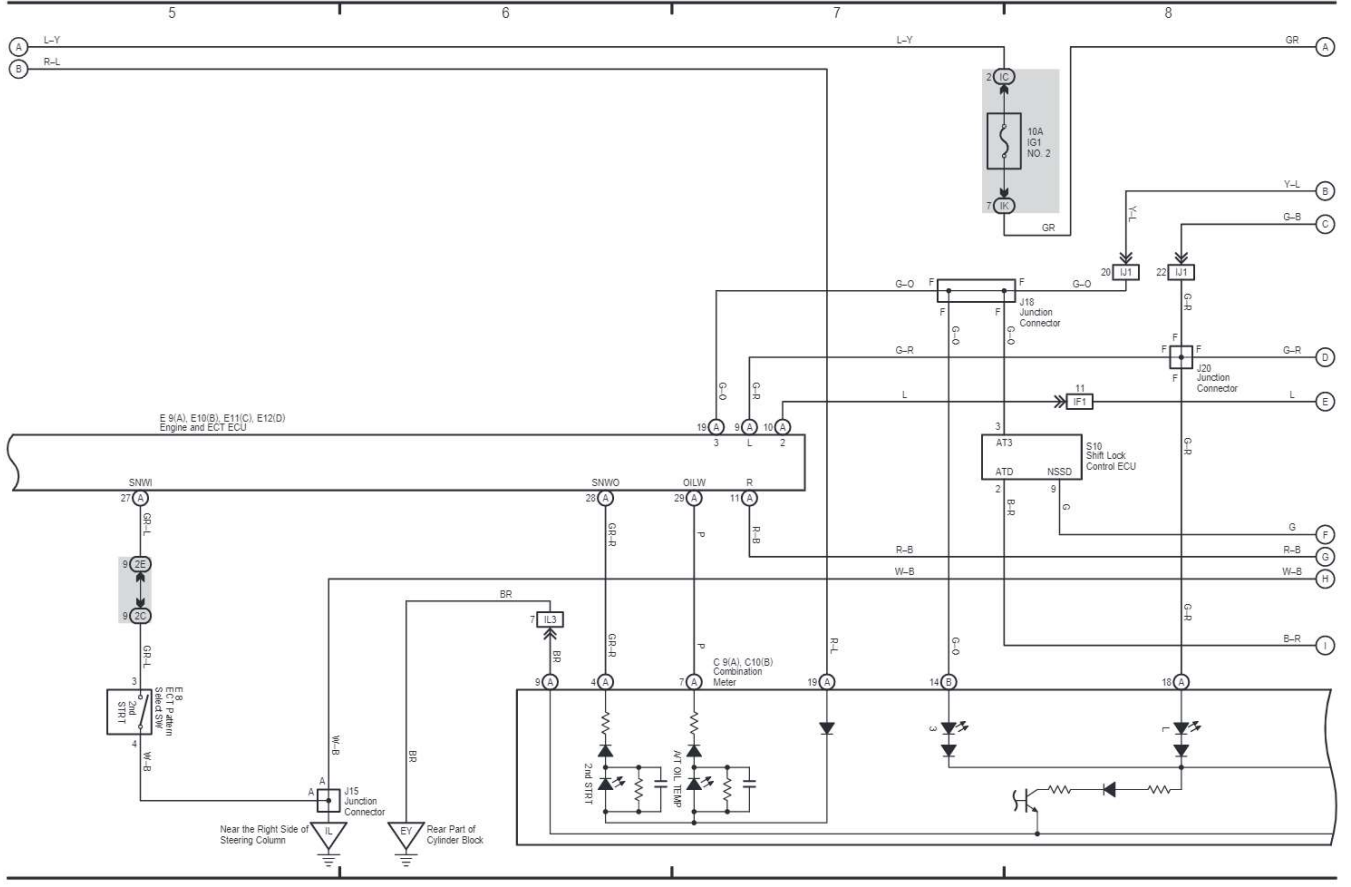 5 6 7 8
A L–Y L–Y GR A
B R–L
2 IC
10A
IG1
NO. 2
7 IK
GR
Y–L B
Y–L
G–B C
20 IJ1 22 IJ1
G–O F F G–O
J18
Junction
Connector
F F
G–R
G–O G–O
F
G–R F F G–R D
F
J20
Junction
Connector
G–O G–R
11
L IF1 L E
E 9(A), E10(B), E11(C), E12(D)
Engine and ECT ECU
19 A 9 A 10 A
3 L 2
3
AT3
S10
Shift Lock
Control ECU
ATD NSSD
2 9
G–R
SNWI SNWO OILW R
27 A 28 A 29 A 11 A
B–R G
GR–L GR–R P R–B
G F
R–B R–B G
W–B W–B H
9 2E
9 2C
BR
7 IL3
G–R
GR–L BR GR–R P R–L G–O
B–R I
C 9(A), C10(B)
Combination
Meter
3
9 A 4 A 7 A 19 A 14 B 18 A
E 8
ECT Pattern
Select SW
2nd
STRT
4
3 L
W–B W–B BR
2nd STRT A/T OIL TEMP
A
A
J15
Junction
Connector
Near the Right Side of
Steering Column
IL
EY
Rear Part of
Cylinder Block